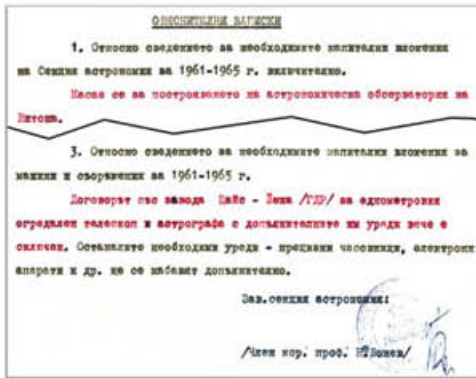 ОБЯСНИТЕЛНИ ЗАПИСКИ
1. Относно сведението за необходимите капитални вложения
на Секция астрономия за 1961-1965 г. включително.
Касае се за построяването на астрономическа обсерватория на
Витоша.
3. Относно сведението за необходимите капитални вложения за
машини и съоръжения за 1961-1965 г.
Договорът със завода Цайс - Йена /ГДР/ за еднометровия
огледален телескоп и астрографа с допълнителните им уреди вече е
сключен. Останалите необходими уреди - прецизни часовници, електронни
апарати и др. ще се набавят допълнително.
Зав.секция астрономия:
/Член кор. проф. Н.Бонев/